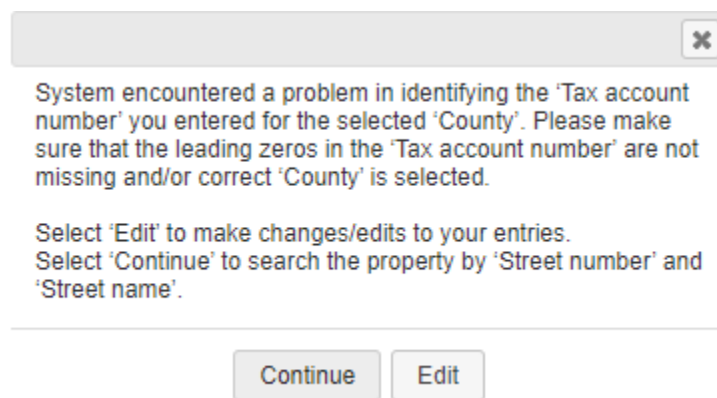 System encountered a problem in identifying the ‘Tax account
number’ you entered for the selected ‘County’. Please make
sure that the leading zeros in the ‘Tax account number’ are not
missing and/or correct ‘County’ is selected.
Select ‘Edit’ to make changes/edits to your entries.
Select ‘Continue’ to search the property by ‘Street number’ and
‘Street name’.
Continue Edit